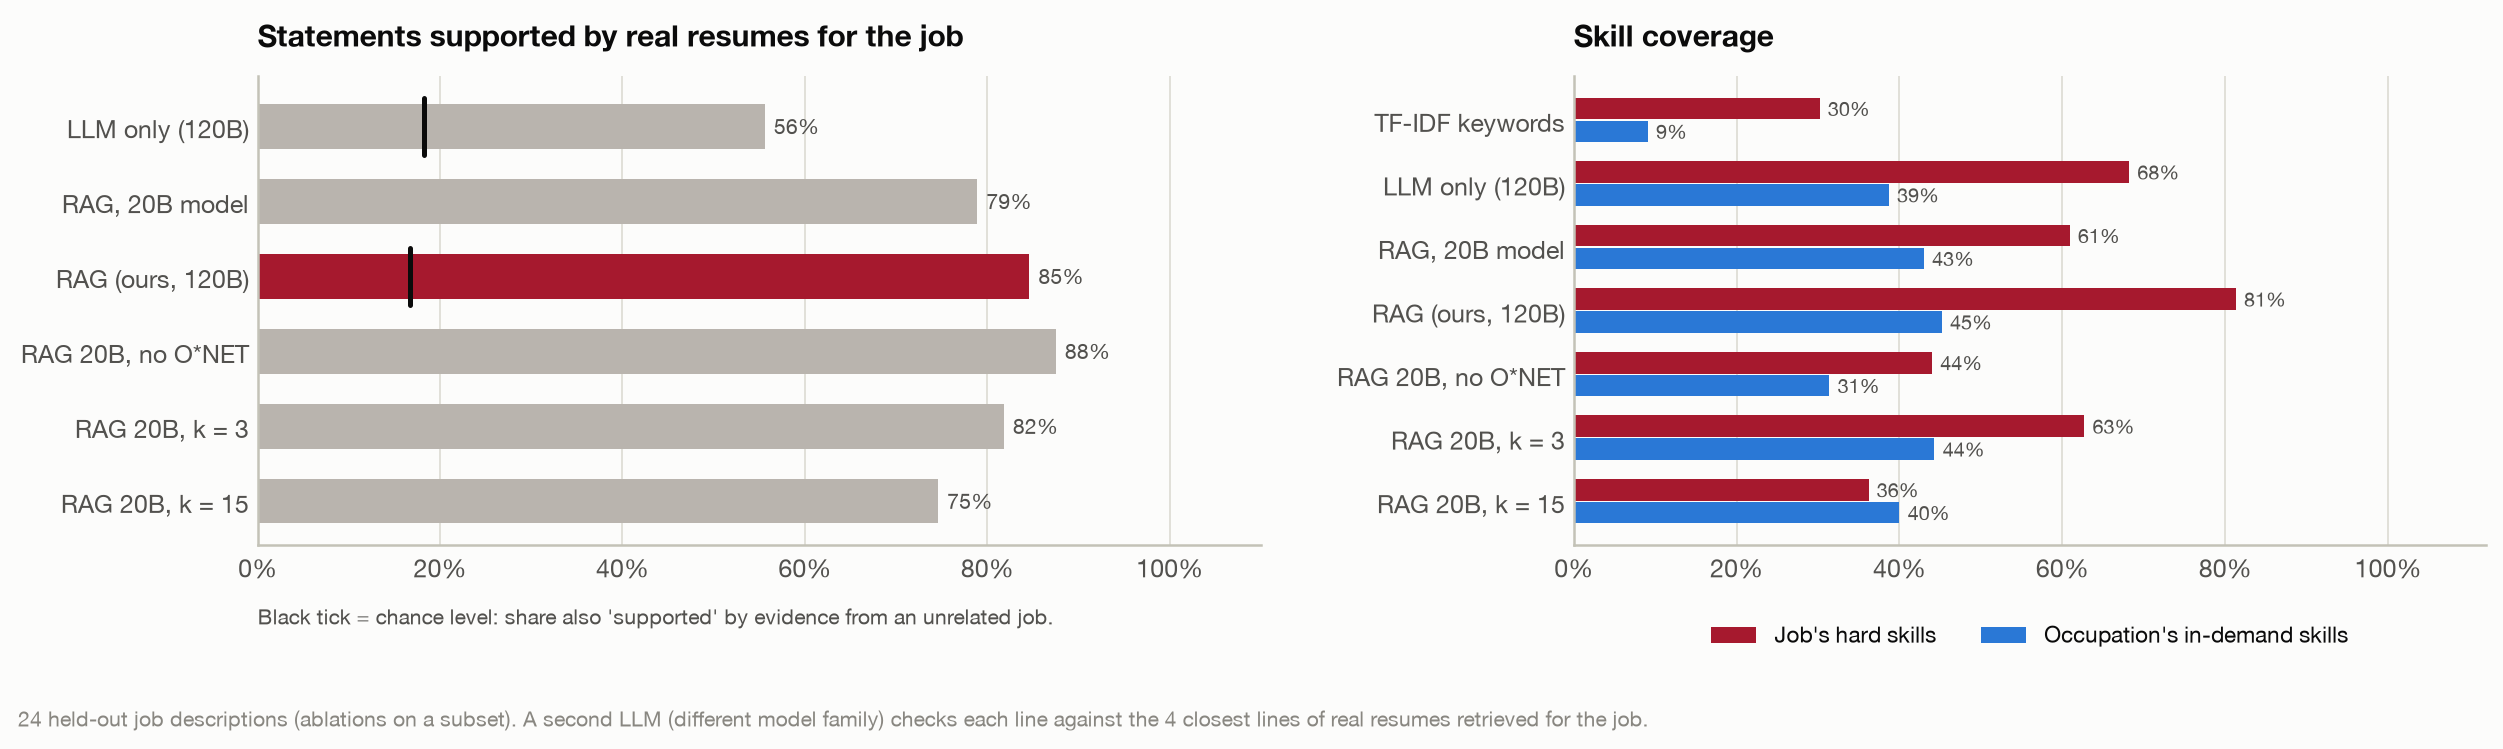 Statements supported by real resumes for the job
LLM only (120B)
56%
RAG, 20B model
79%
RAG (ours, 120B)
85%
RAG 20B, no O*NET
88%
RAG 20B, k = 3
82%
RAG 20B, k = 15
75%
0% 20% 40% 60% 80% 100%
Black tick = chance level: share also 'supported' by evidence from an unrelated job.
Skill coverage
TF-IDF keywords
30%
9%
LLM only (120B)
68%
39%
RAG, 20B model
61%
43%
RAG (ours, 120B)
81%
45%
RAG 20B, no O*NET
44%
31%
RAG 20B, k = 3
63%
44%
RAG 20B, k = 15
36%
40%
0% 20% 40% 60% 80% 100%
Job's hard skills
Occupation's in-demand skills
24 held-out job descriptions (ablations on a subset). A second LLM (different model family) checks each line against the 4 closest lines of real resumes retrieved for the job.